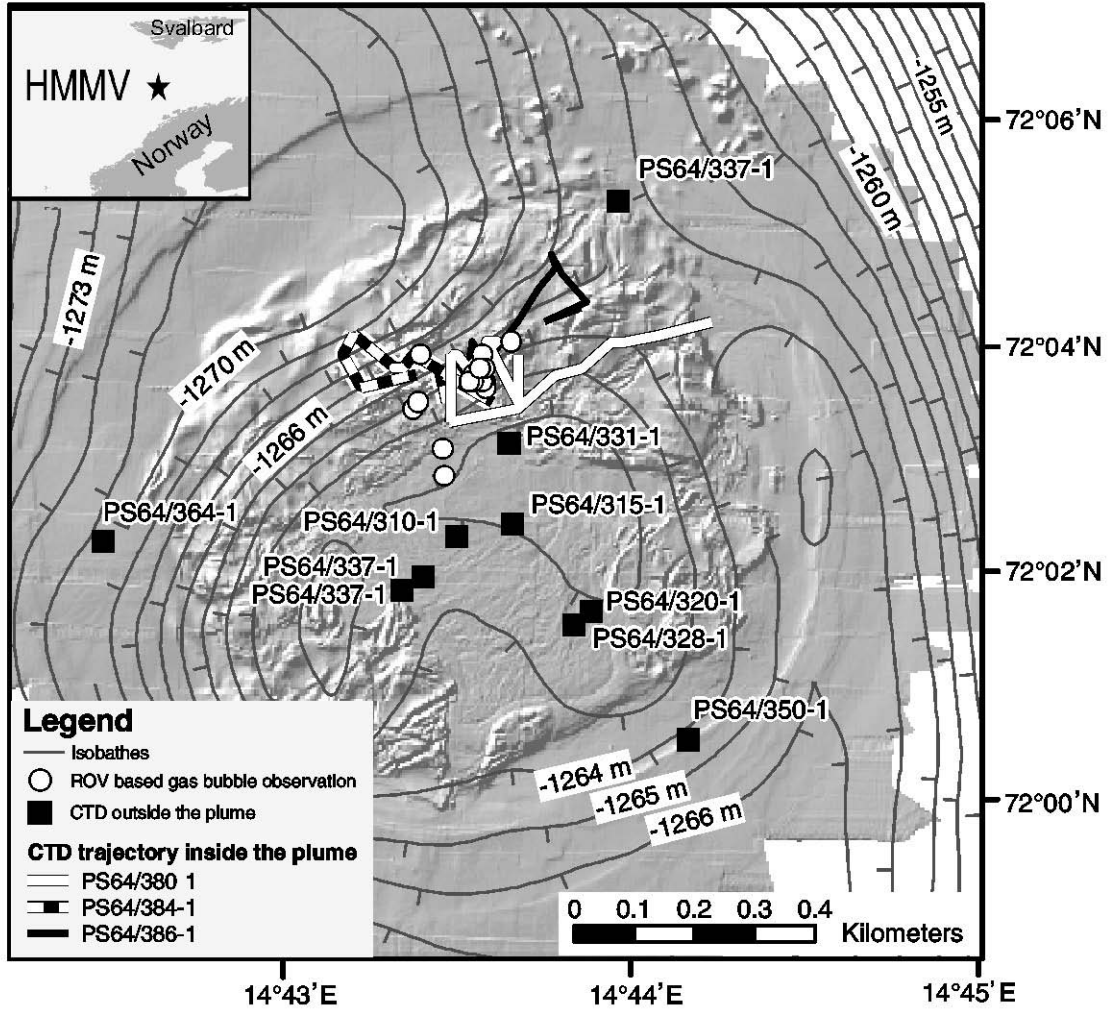 Svalbard
HMMV
Norway
-1255 m
72°06'N
PS64/337-1
-1260 m
-1273 m
-1270 m
72°04'N
-1266 m
PS64/331-1
PS64/364-1
PS64/315-1
PS64/310-1
PS64/337-1
72°02'N
PS64/337-1
PS64/320-1
PS64/328-1
PS64/350-1
-1264 m
-1265 m
-1266 m
72°00'N
Legend
Isobathes
ROV based gas bubble observation
CTD outside the plume
CTD trajectory inside the plume
PS64/380 1
PS64/384-1
PS64/386-1
0 0.1 0.2 0.3 0.4
Kilometers
14°43'E 14°44'E 14°45'E